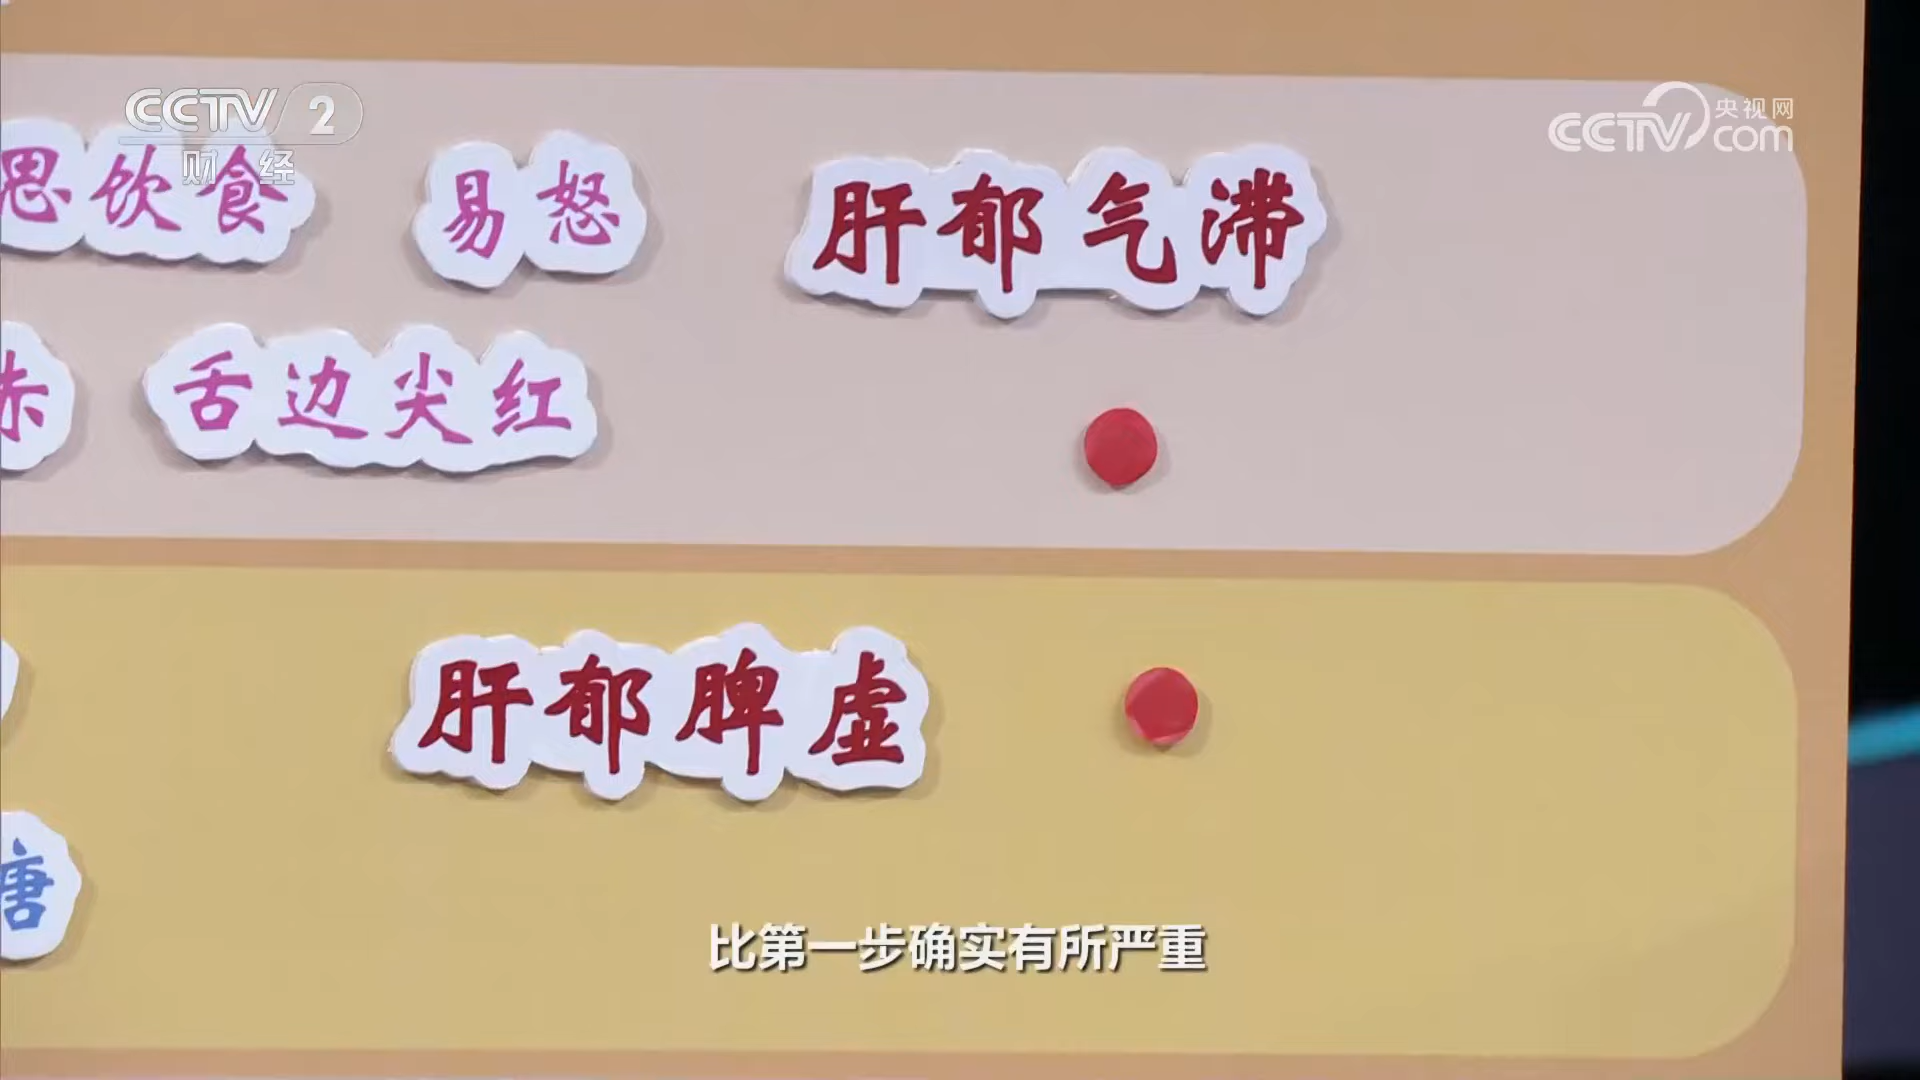 CCTV 2
财经
CCTV 央视网
com
思饮食 易怒 肝郁气滞
舌边尖红
肝郁脾虚
溏
比第一步确实有所严重